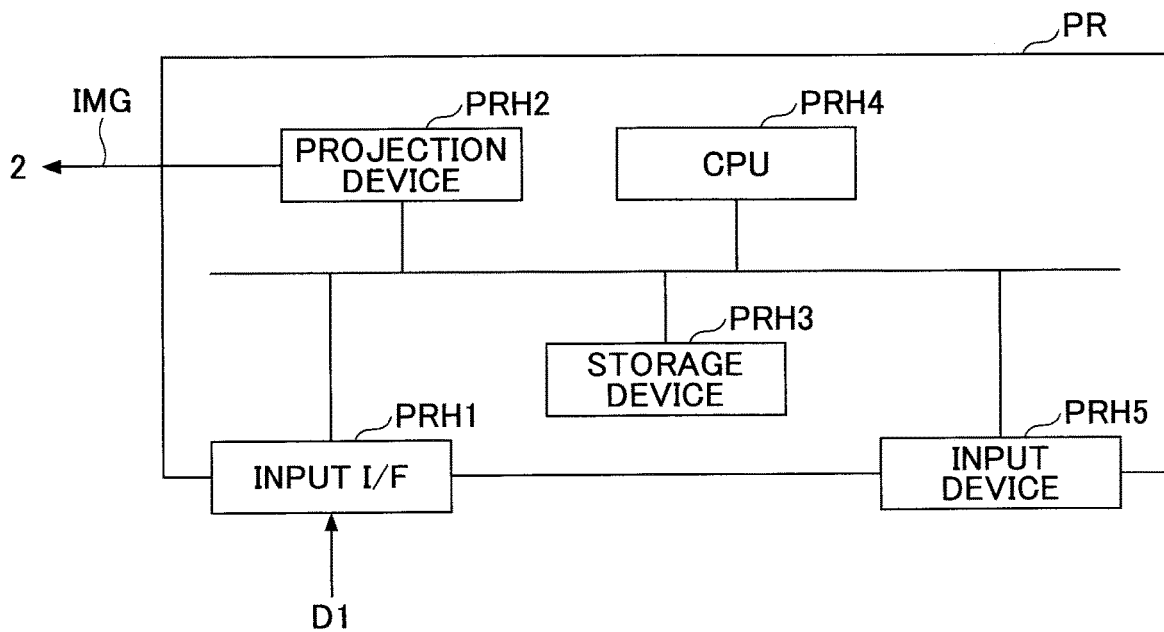 PR
IMG
PRH2
PRH4
2
PROJECTION
DEVICE
CPU
PRH3
STORAGE
DEVICE
PRH1
PRH5
INPUT I/F
INPUT
DEVICE
D1